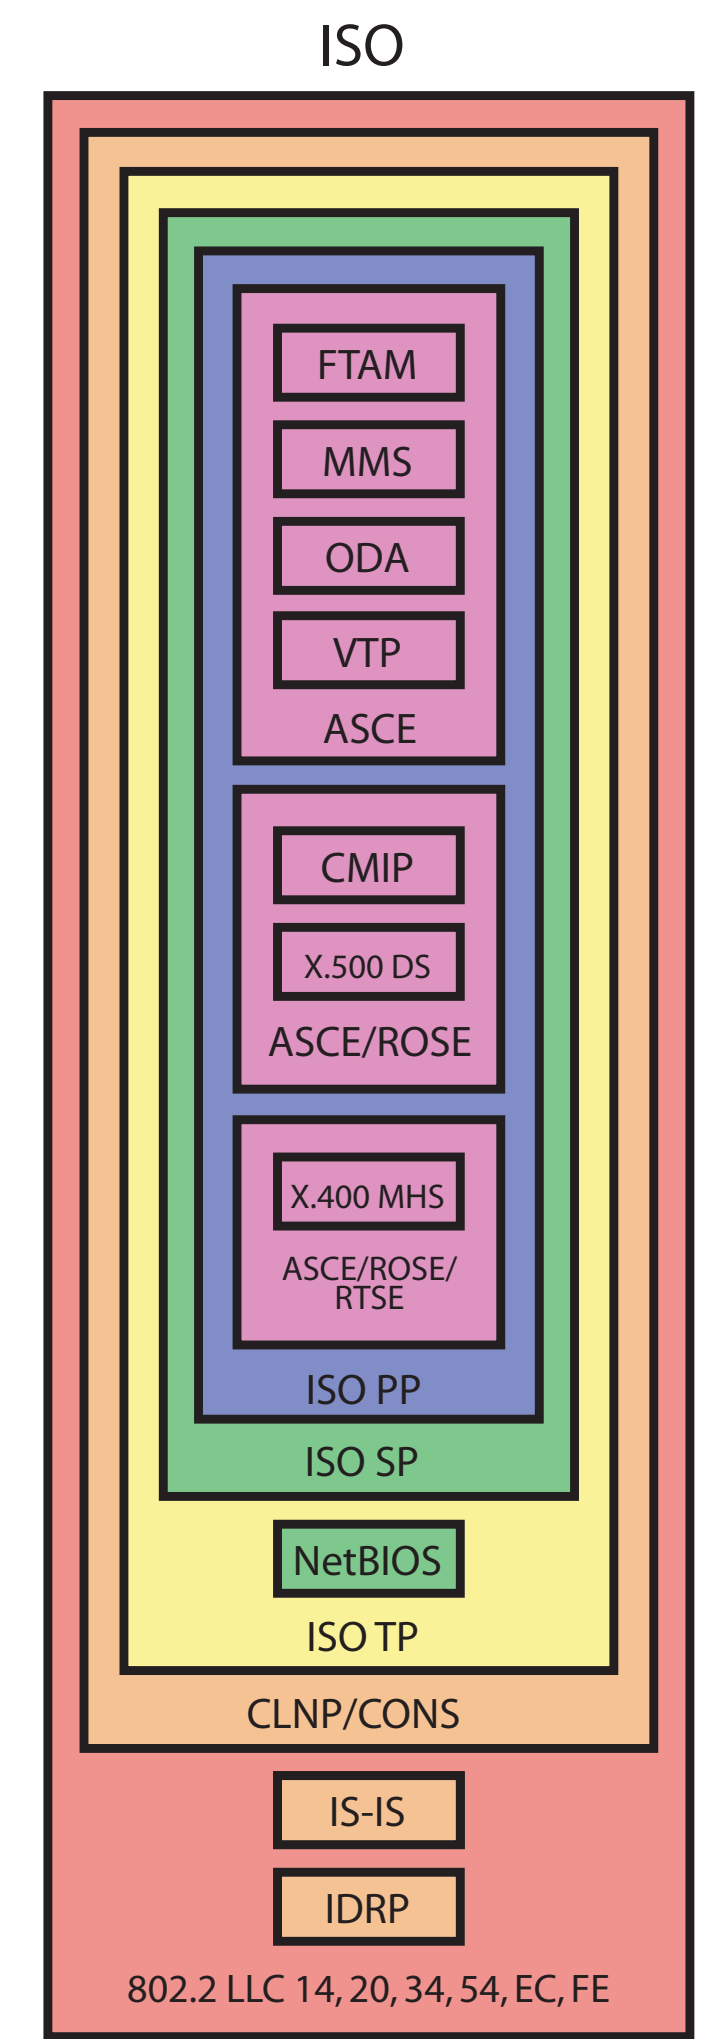 ISO
FTAM
MMS
ODA
VTP
ASCE
CMIP
X.500 DS
ASCE/ROSE
X.400 MHS
ASCE/ROSE/
RTSE
ISO PP
ISO SP
NetBIOS
ISO TP
CLNP/CONS
IS-IS
IDRP
802.2 LLC 14, 20, 34, 54, EC, FE